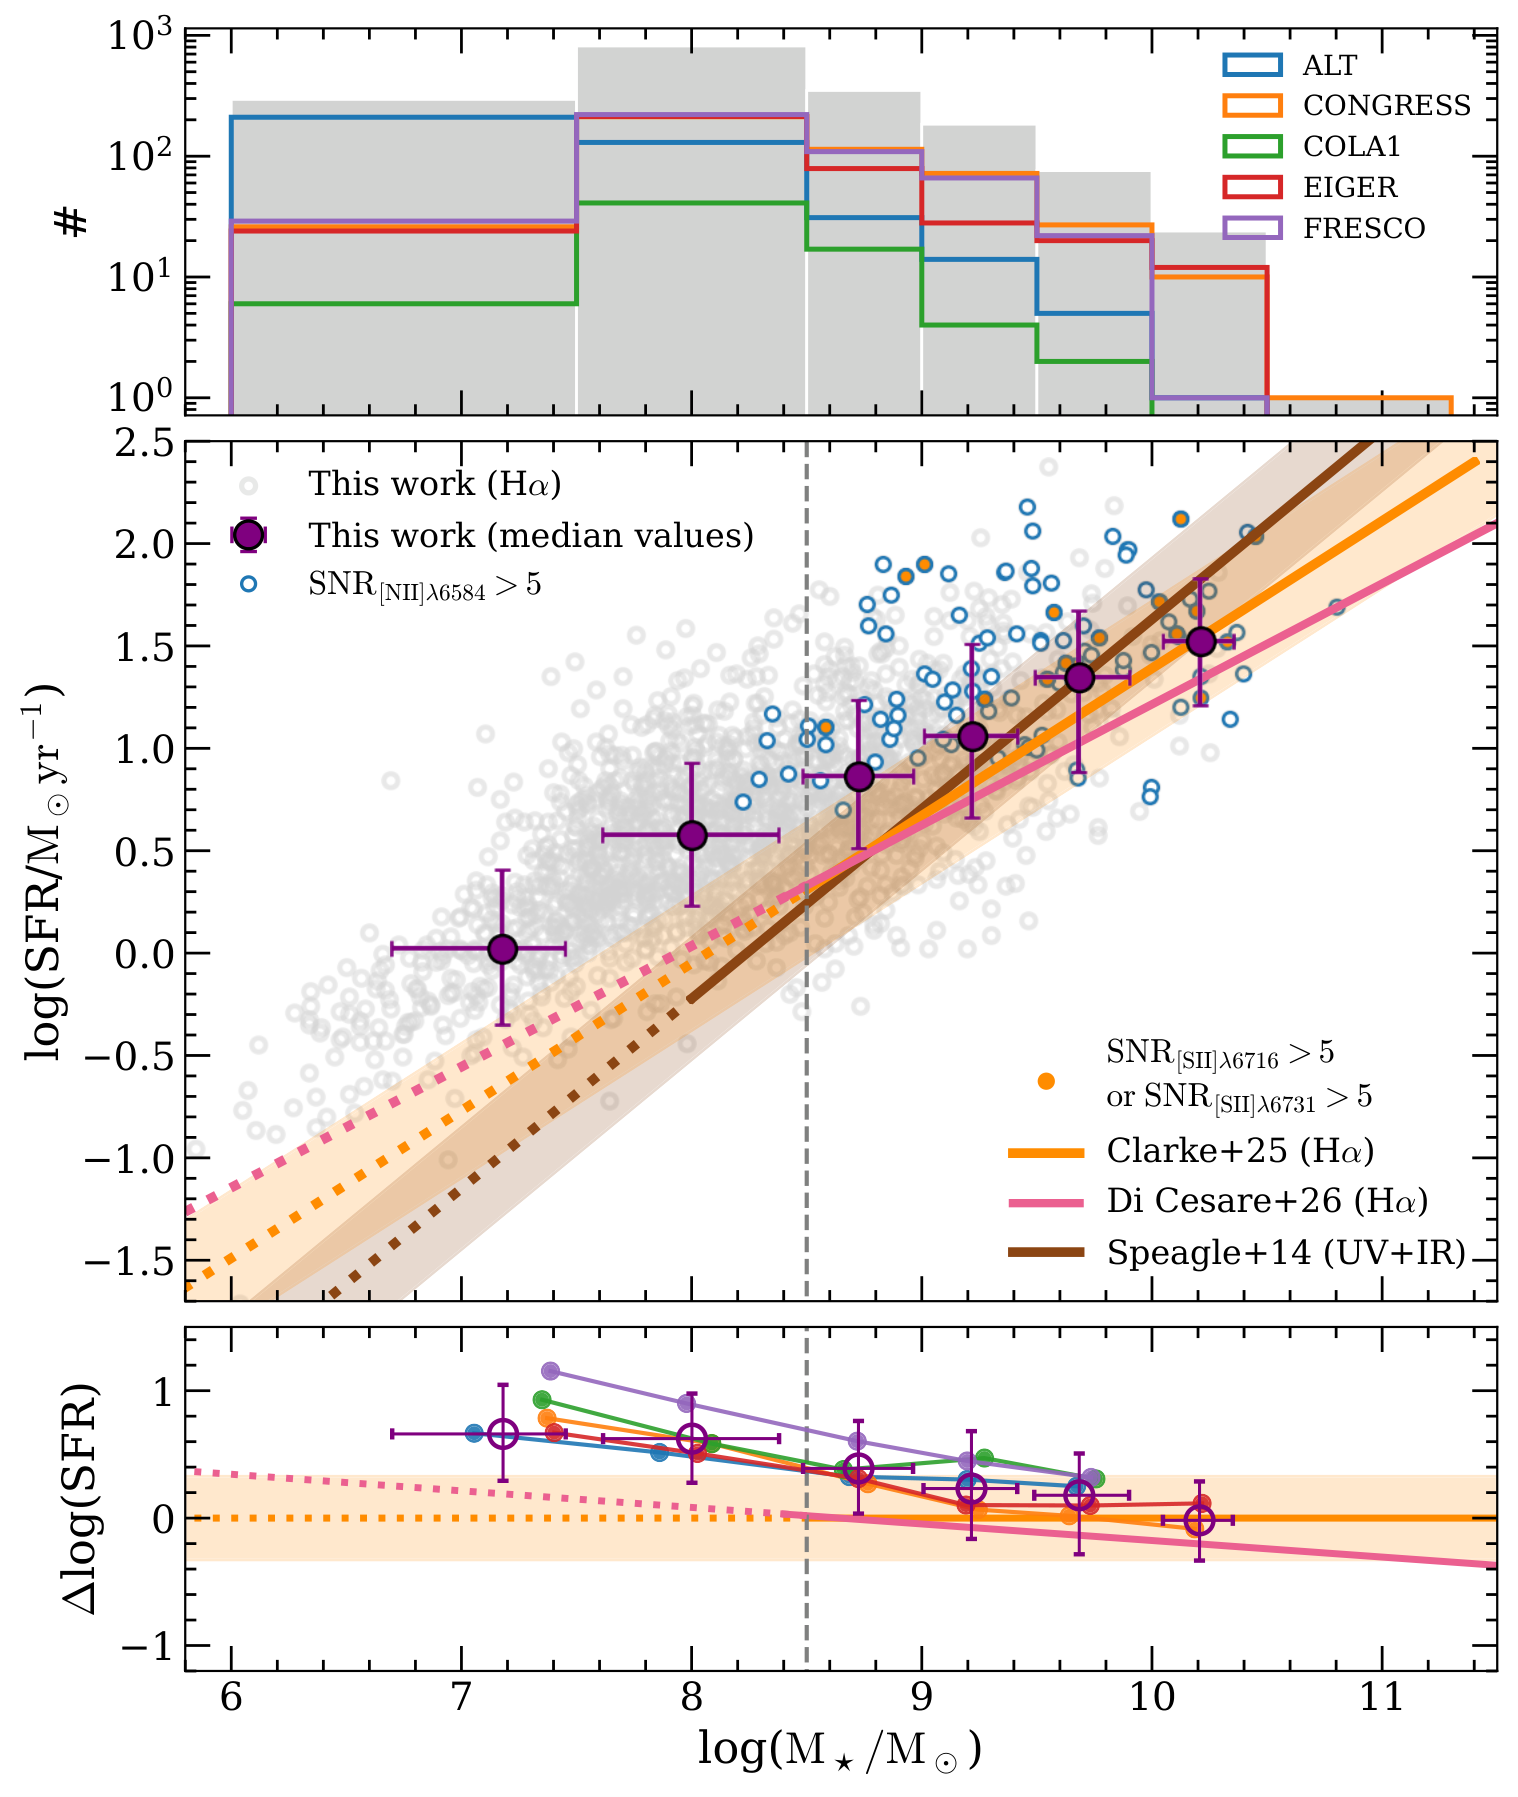 10³
10²
10¹
10⁰
#
ALT
CONGRESS
COLA1
EIGER
FRESCO
2.5
2.0
1.5
1.0
0.5
0.0
−0.5
−1.0
−1.5
log(SFR/M⊙yr⁻¹)
This work (Hα)
This work (median values)
SNR[NII]λ6584 > 5
SNR[SII]λ6716 > 5
or SNR[SII]λ6731 > 5
Clarke+25 (Hα)
Di Cesare+26 (Hα)
Speagle+14 (UV+IR)
1
0
−1
Δlog(SFR)
6 7 8 9 10 11
log(M⋆/M⊙)